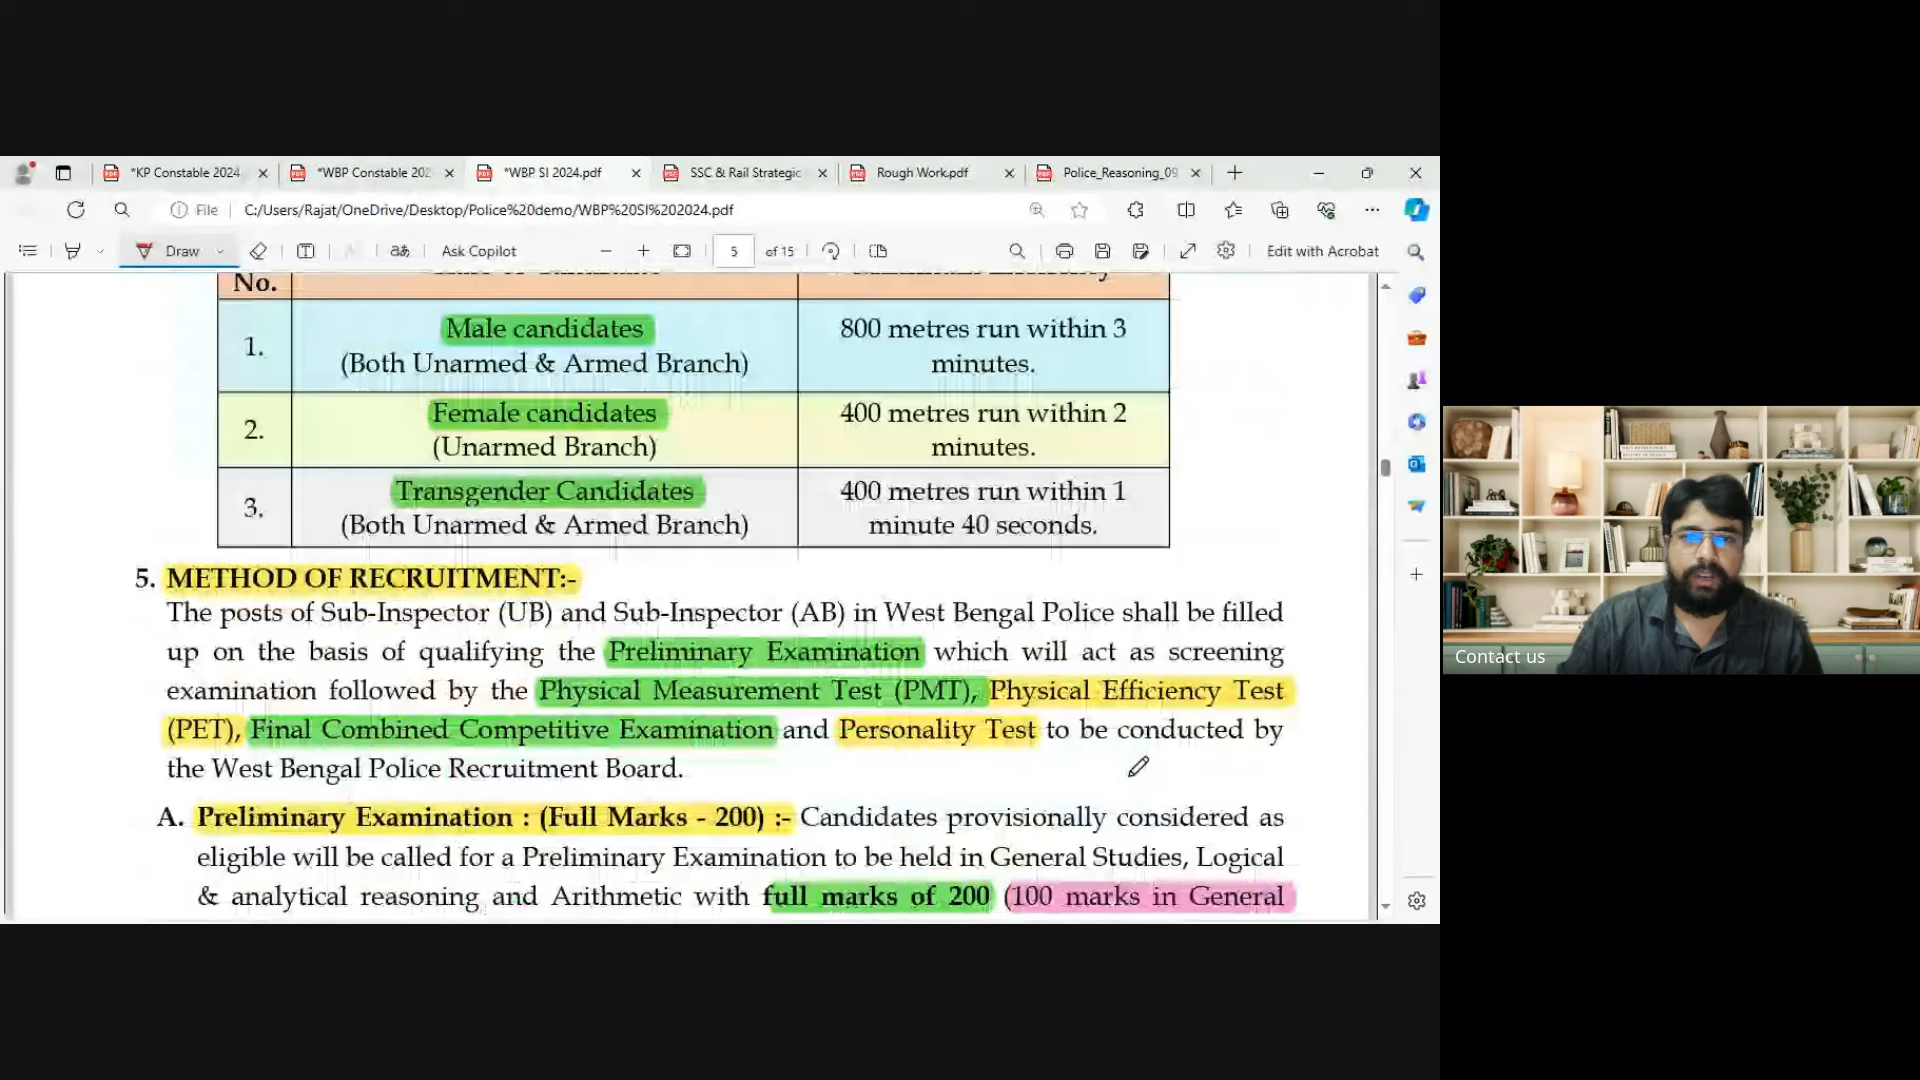 *KP Constable 2024
*WBP Constable 202
*WBP SI 2024.pdf
SSC & Rail Strategic
Rough Work.pdf
Police_Reasoning_09
File
C:/Users/Rajat/OneDrive/Desktop/Police%20demo/WBP%20SI%202024.pdf
Draw
Ask Copilot
5 of 15
Edit with Acrobat
No.
1.
Male candidates
(Both Unarmed & Armed Branch)
800 metres run within 3
minutes.
2.
Female candidates
(Unarmed Branch)
400 metres run within 2
minutes.
3.
Transgender Candidates
(Both Unarmed & Armed Branch)
400 metres run within 1
minute 40 seconds.
5. METHOD OF RECRUITMENT:-
The posts of Sub-Inspector (UB) and Sub-Inspector (AB) in West Bengal Police shall be filled
up on the basis of qualifying the Preliminary Examination which will act as screening
examination followed by the Physical Measurement Test (PMT), Physical Efficiency Test
(PET), Final Combined Competitive Examination and Personality Test to be conducted by
the West Bengal Police Recruitment Board.
A. Preliminary Examination : (Full Marks - 200) :- Candidates provisionally considered as
eligible will be called for a Preliminary Examination to be held in General Studies, Logical
& analytical reasoning and Arithmetic with full marks of 200 (100 marks in General
Contact us